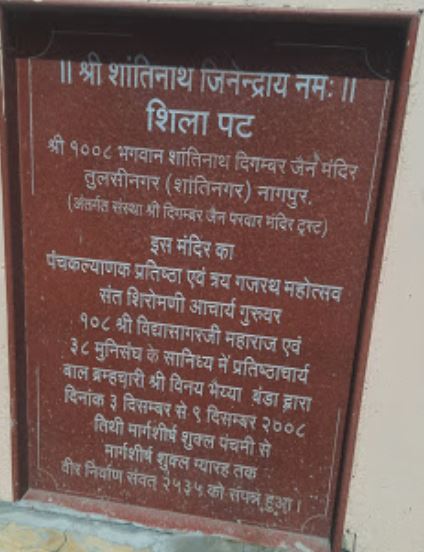 ॥ श्री शांतिनाथ जिनेन्द्राय नमः ॥
शिला पट
श्री १००८ भगवान शांतिनाथ दिगम्बर जैन मंदिर
तुलसीनगर (शांतिनगर) नागपुर.
(अंतर्गत संस्था श्री दिगम्बर जैन परवार मंदिर ट्रस्ट)
इस मंदिर का
पंचकल्याणक प्रतिष्ठा एवं त्रय गजरथ महोत्सव
संत शिरोमणी आचार्य गुरुवर
१०८ श्री विद्यासागरजी महाराज एवं
३८ मुनिसंघ के सानिध्य में प्रतिष्ठाचार्य
बाल ब्रम्हचारी श्री विनय भैय्या बंडा द्वारा
दिनांक ३ दिसम्बर से ९ दिसम्बर २००८
तिथी मार्गशीर्ष शुक्ल पंचमी से
मार्गशीर्ष शुक्ल ग्यारह तक
वीर निर्वाण संवत् २५३५ को संपन्न हुआ।